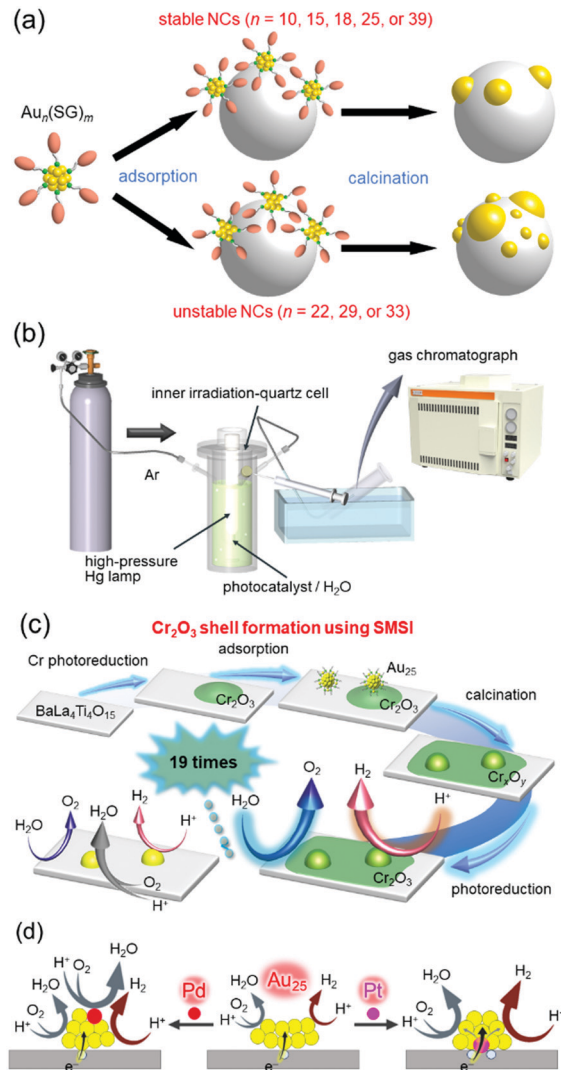 (a)
stable NCs (n = 10, 15, 18, 25, or 39)
Auₙ(SG)ₘ
adsorption
calcination
unstable NCs (n = 22, 29, or 33)
(b)
gas chromatograph
inner irradiation-quartz cell
Ar
high-pressure
Hg lamp
photocatalyst / H₂O
(c)
Cr₂O₃ shell formation using SMSI
Cr photoreduction
adsorption
Au₂₅
calcination
BaLa₄Ti₄O₁₅
Cr₂O₃
Cr₂O₃
CrₓOᵧ
19 times
O₂
H₂
H₂O
H⁺
O₂
H₂O
H₂
H₂O
H⁺
O₂
H⁺
Cr₂O₃
photoreduction
(d)
H₂O
H⁺
O₂
H₂O
H₂
O₂
H⁺
H⁺
e⁻
Pd
Au₂₅
H₂O
H₂
O₂
H⁺
H⁺
e⁻
Pt
H₂O
H₂
O₂
H⁺
H⁺
e⁻